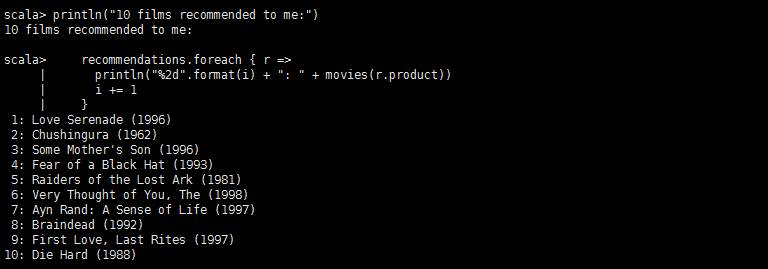 scala> println("10 films recommended to me:")
10 films recommended to me:
scala>     recommendations.foreach { r =>
     |       println("%2d".format(i) + ": " + movies(r.product))
     |       i += 1
     |     }
 1: Love Serenade (1996)
 2: Chushingura (1962)
 3: Some Mother's Son (1996)
 4: Fear of a Black Hat (1993)
 5: Raiders of the Lost Ark (1981)
 6: Very Thought of You, The (1998)
 7: Ayn Rand: A Sense of Life (1997)
 8: Braindead (1992)
 9: First Love, Last Rites (1997)
10: Die Hard (1988)